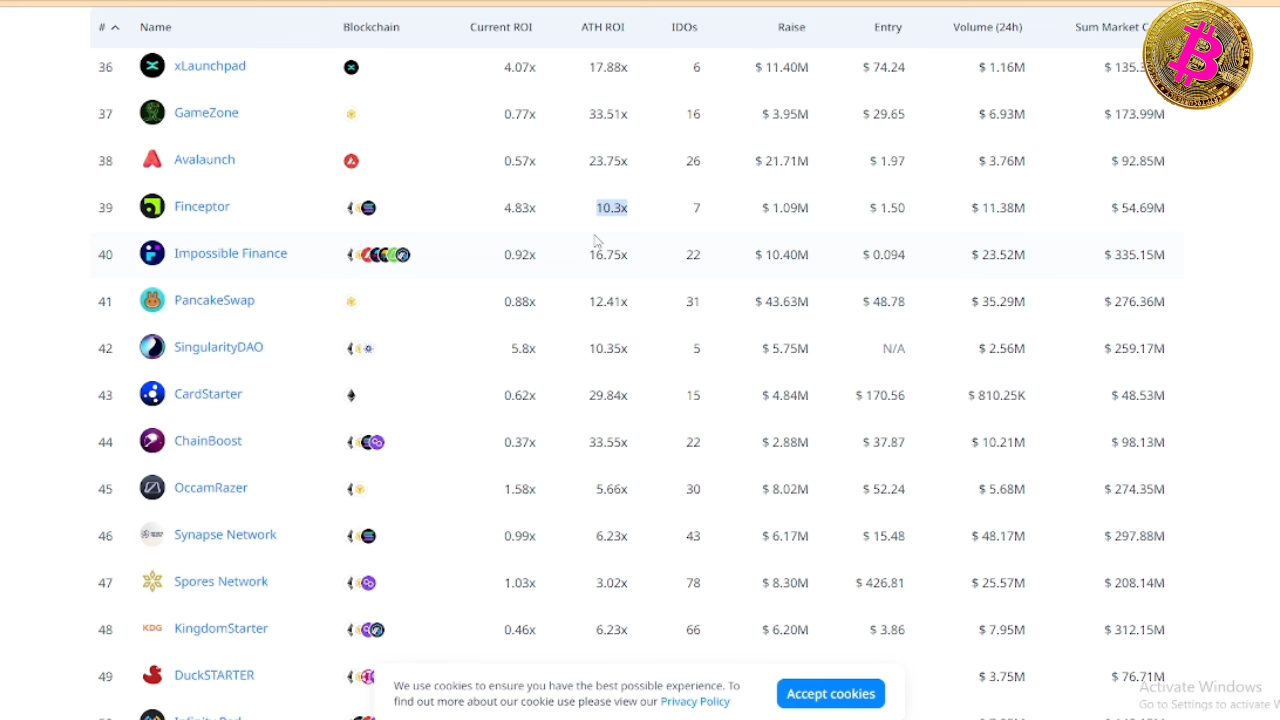 # Name Blockchain Current ROI ATH ROI IDOs Raise Entry Volume (24h) Sum Market
36 xLaunchpad 4.07x 17.88x 6 $ 11.40M $ 74.24 $ 1.16M
37 GameZone 0.77x 33.51x 16 $ 3.95M $ 29.65 $ 6.93M $ 173.99M
38 Avalaunch 0.57x 23.75x 26 $ 21.71M $ 1.97 $ 3.76M $ 92.85M
39 Finceptor 4.83x 10.3x 7 $ 1.09M $ 1.50 $ 11.38M $ 54.69M
40 Impossible Finance 0.92x 16.75x 22 $ 10.40M $ 0.094 $ 23.52M $ 335.15M
41 PancakeSwap 0.88x 12.41x 31 $ 43.63M $ 48.78 $ 35.29M $ 276.36M
42 SingularityDAO 5.8x 10.35x 5 $ 5.75M N/A $ 2.56M $ 259.17M
43 CardStarter 0.62x 29.84x 15 $ 4.84M $ 170.56 $ 810.25K $ 48.53M
44 ChainBoost 0.37x 33.55x 22 $ 2.88M $ 37.87 $ 10.21M $ 98.13M
45 OccamRazer 1.58x 5.66x 30 $ 8.02M $ 52.24 $ 5.68M $ 274.35M
46 Synapse Network 0.99x 6.23x 43 $ 6.17M $ 15.48 $ 48.17M $ 297.88M
47 Spores Network 1.03x 3.02x 78 $ 8.30M $ 426.81 $ 25.57M $ 208.14M
48 KDG KingdomStarter 0.46x 6.23x 66 $ 6.20M $ 3.86 $ 7.95M $ 312.15M
49 DuckSTARTER $ 3.75M $ 76.71M
We use cookies to ensure you have the best possible experience. To
find out more about our cookie use please view our Privacy Policy
Accept cookies
Activate Windows
Go to Settings to activate